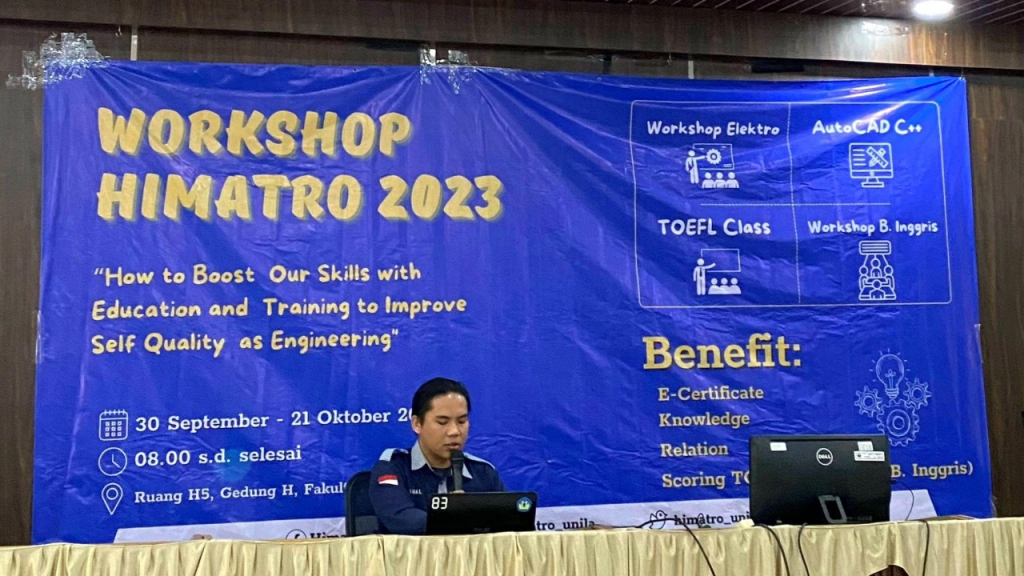 WORKSHOP
HIMATRO 2023
"How to Boost Our Skills with
Education and Training to Improve
Self Quality as Engineering"
30 September - 21 Oktober
08.00 s.d. selesai
Ruang H5, Gedung H,
Workshop Elektro
AutoCAD C++
TOEFL Class
Workshop B. Inggris
Benefit:
E-Certificate
Knowledge
Relation
Scoring B. Inggris)
himatro_uni
tro_unila
83
DELL